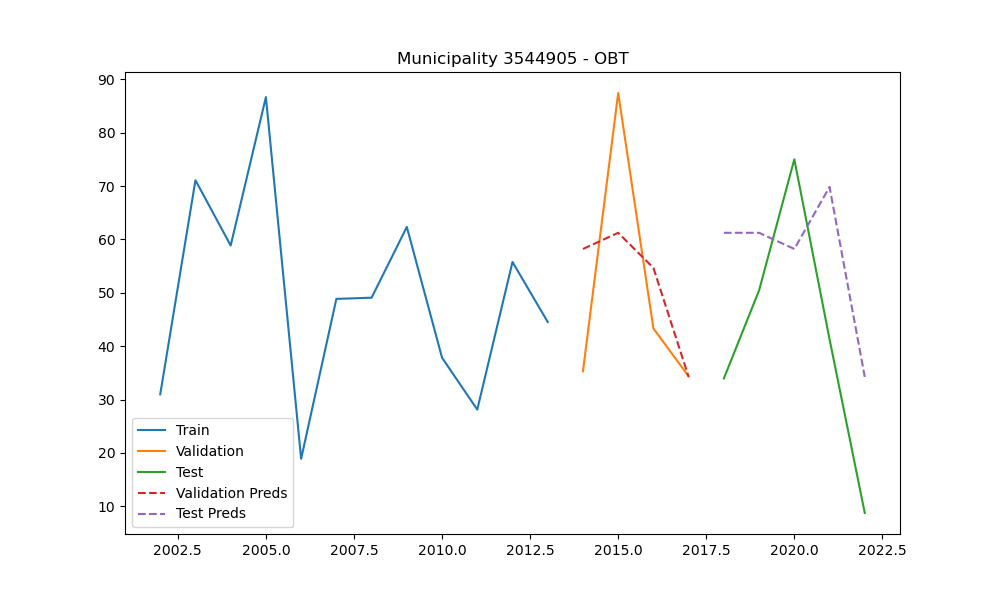 Municipality 3544905 - OBT
90
80
70
60
50
40
30
20
10
Train
Validation
Test
Validation Preds
Test Preds
2002.5 2005.0 2007.5 2010.0 2012.5 2015.0 2017.5 2020.0 2022.5